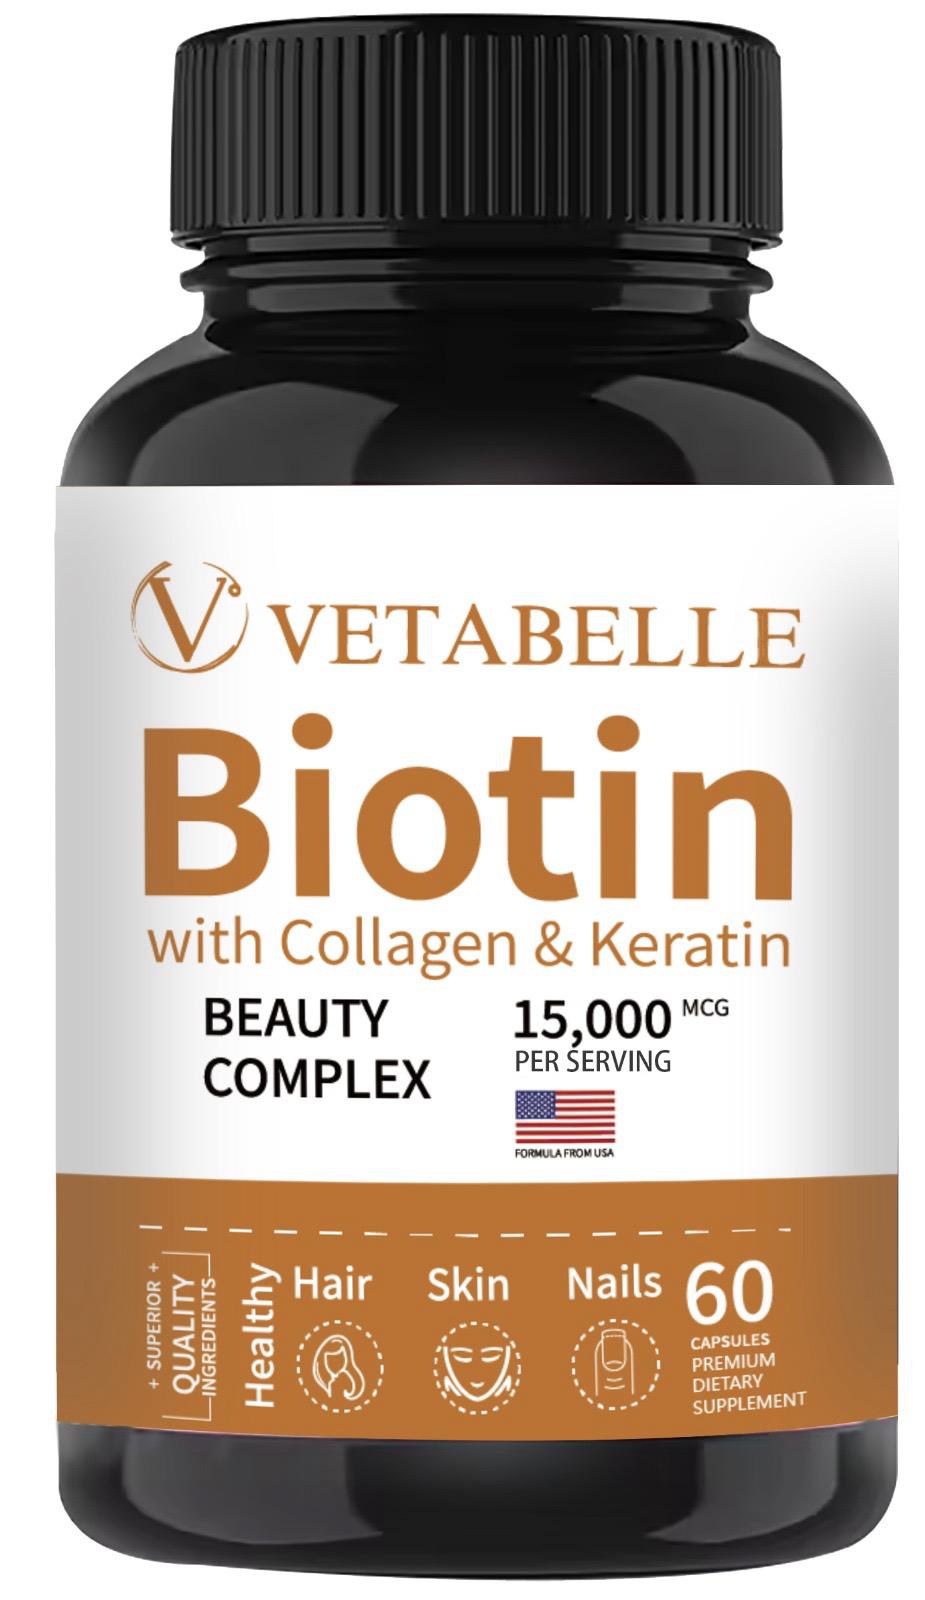 V VETABELLE
Biotin
with Collagen & Keratin
BEAUTY
COMPLEX
15,000 MCG
PER SERVING
FORMULA FROM USA
+ SUPERIOR +
QUALITY
INGREDIENTS
Healthy
Hair
Skin
Nails
60
CAPSULES
PREMIUM
DIETARY
SUPPLEMENT